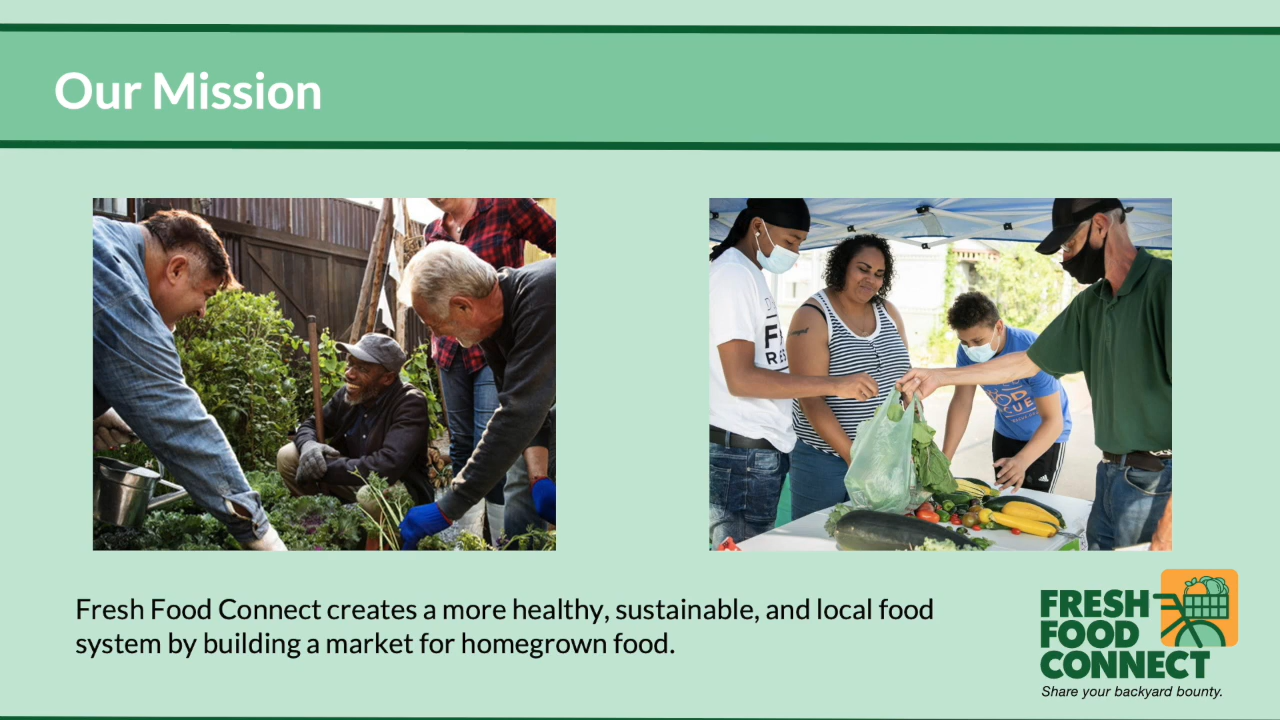 Our Mission
Fresh Food Connect creates a more healthy, sustainable, and local food
system by building a market for homegrown food.
FRESH
FOOD
CONNECT
Share your backyard bounty.